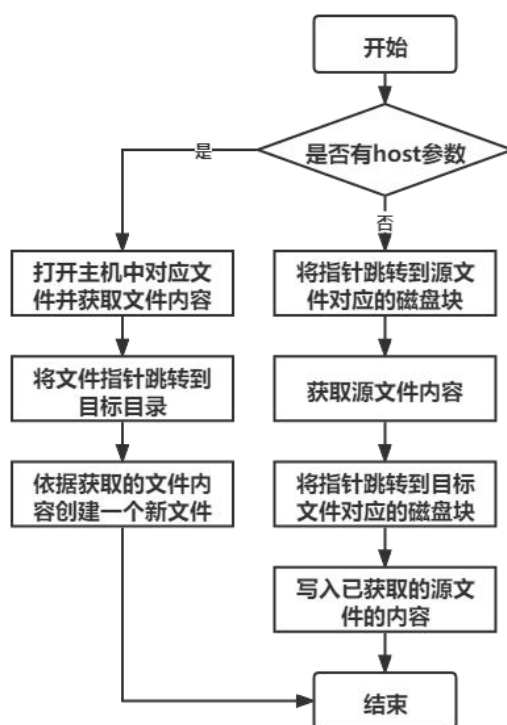 开始
是否有host参数
是
否
打开主机中对应文
件并获取文件内容
将文件指针跳转到
目标目录
依据获取的文件内
容创建一个新文件
将指针跳转到源文
件对应的磁盘块
获取源文件内容
将指针跳转到目标
文件对应的磁盘块
写入已获取的源文
件的内容
结束